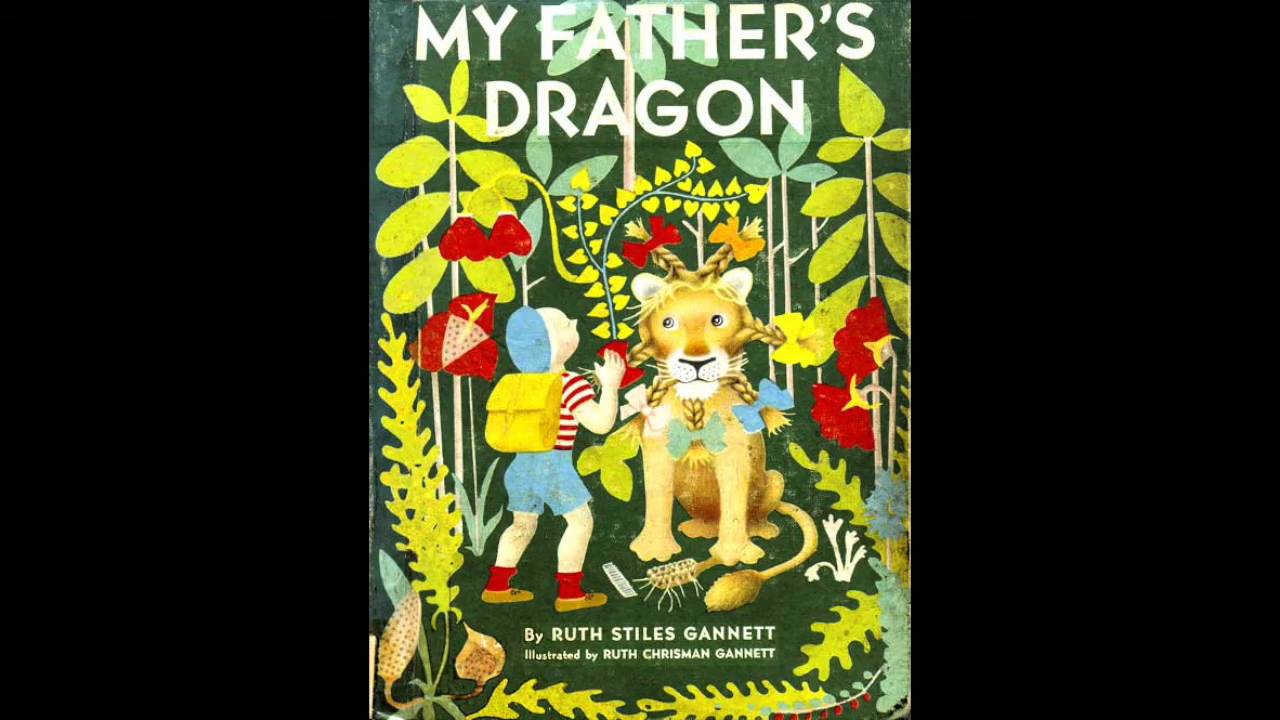 MY FATHER'S
DRAGON
By RUTH STILES GANNETT
Illustrated by RUTH CHRISMAN GANNETT